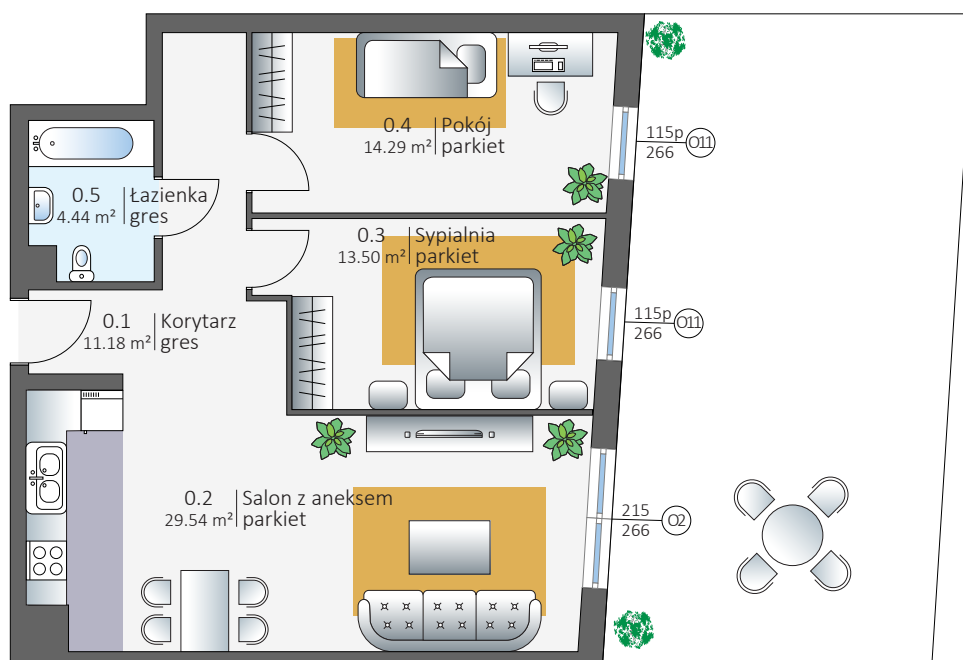 0.4 Pokój
14.29 m² parkiet
115p
266
O11
0.5 Łazienka
4.44 m² gres
0.3 Sypialnia
13.50 m² parkiet
115p
266
O11
0.1 Korytarz
11.18 m² gres
0.2 Salon z aneksem
29.54 m² parkiet
215
266
O2